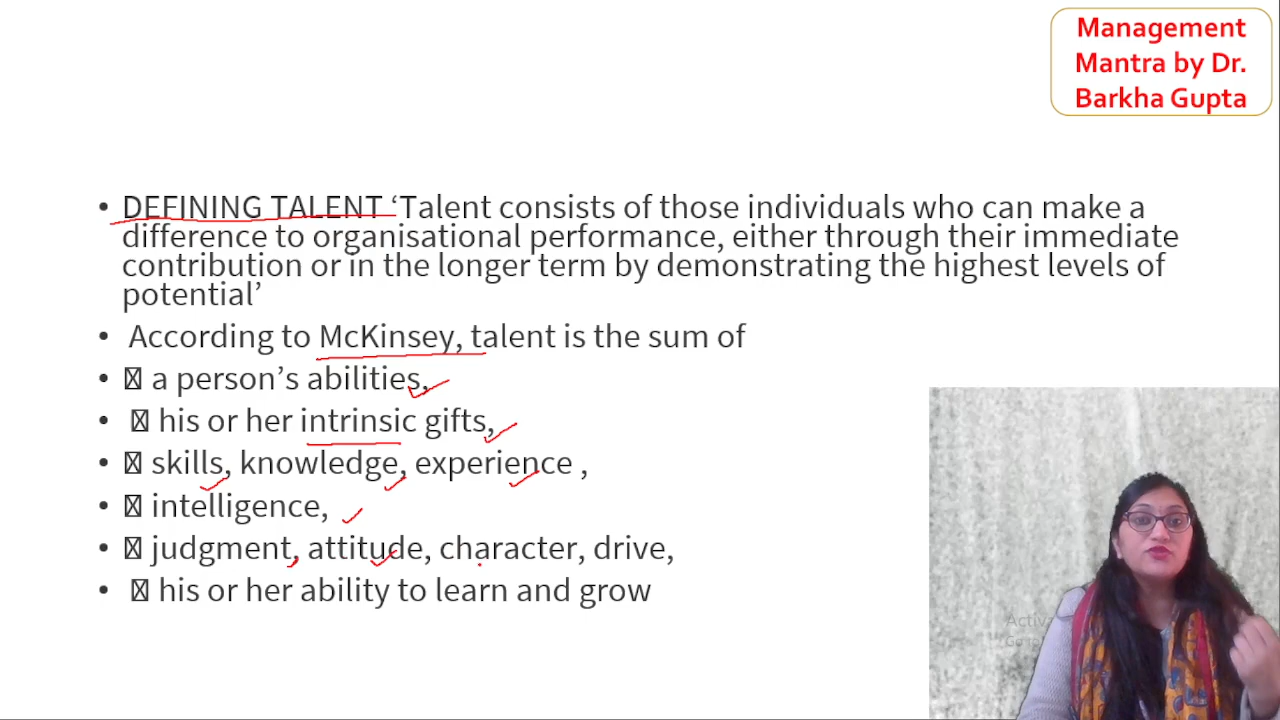 Management
Mantra by Dr.
Barkha Gupta
• DEFINING TALENT ‘Talent consists of those individuals who can make a
difference to organisational performance, either through their immediate
contribution or in the longer term by demonstrating the highest levels of
potential’
• According to McKinsey, talent is the sum of
• a person’s abilities,
• his or her intrinsic gifts,
• skills, knowledge, experience ,
• intelligence,
• judgment, attitude, character, drive,
• his or her ability to learn and grow